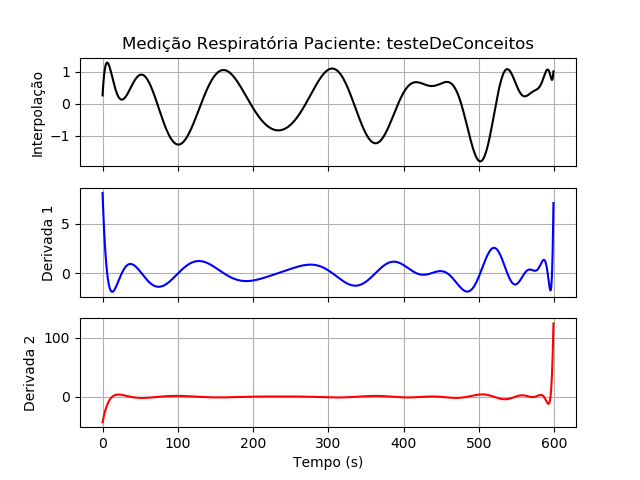 Medição Respiratória Paciente: testeDeConceitos
Interpolação
1
0
−1
Derivada 1
5
0
Derivada 2
100
0
0 100 200 300 400 500 600
Tempo (s)